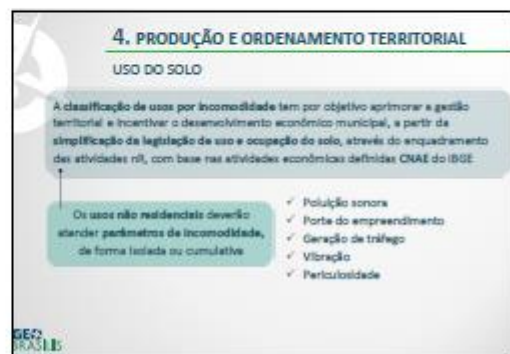 4. PRODUÇÃO E ORDENAMENTO TERRITORIAL
USO DO SOLO
A classificação de usos por incomodidade tem por objetivo aprimorar a gestão
territorial e incentivar o desenvolvimento econômico municipal, a partir da
simplificação da legislação de uso e ocupação do solo, através do enquadramento
das atividades nR, com base nas atividades econômicas definidas CNAE do IBGE
Os usos não residenciais deverão
atender parâmetros de incomodidade,
de forma isolada ou cumulativa
✓ Poluição sonora
✓ Porte do empreendimento
✓ Geração de tráfego
✓ Vibração
✓ Periculosidade
GEO
BRASILIS